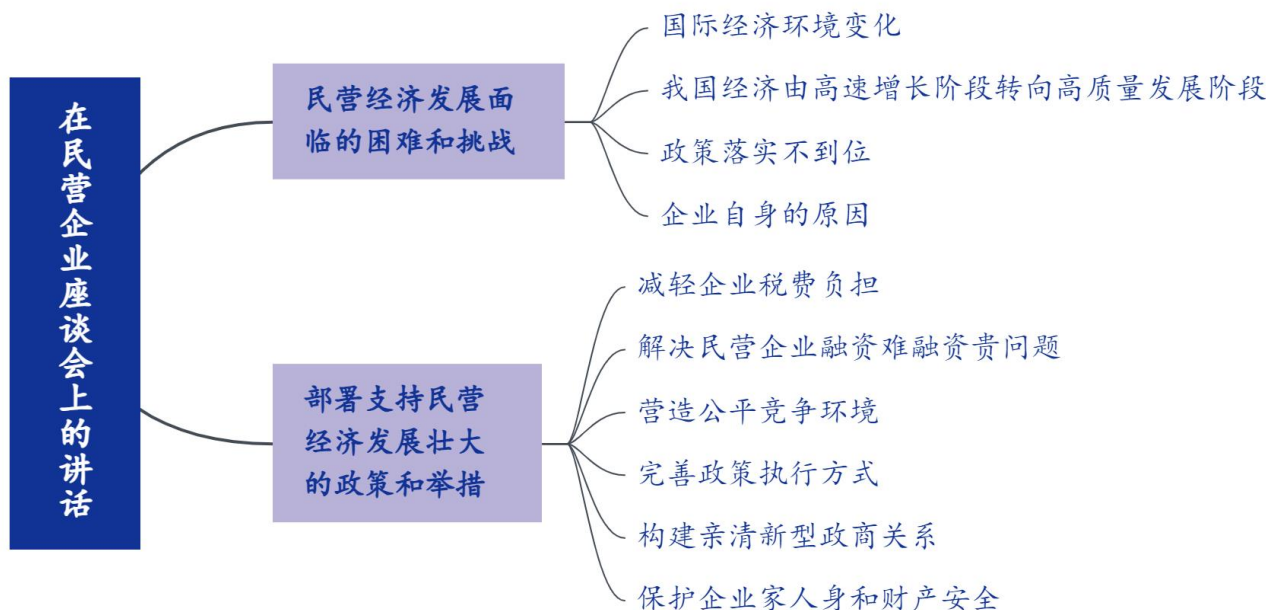 在民营企业座谈会上的讲话
民营经济发展面
临的困难和挑战
国际经济环境变化
我国经济由高速增长阶段转向高质量发展阶段
政策落实不到位
企业自身的原因
部署支持民营
经济发展壮大
的政策和举措
减轻企业税费负担
解决民营企业融资难融资贵问题
营造公平竞争环境
完善政策执行方式
构建亲清新型政商关系
保护企业家人身和财产安全